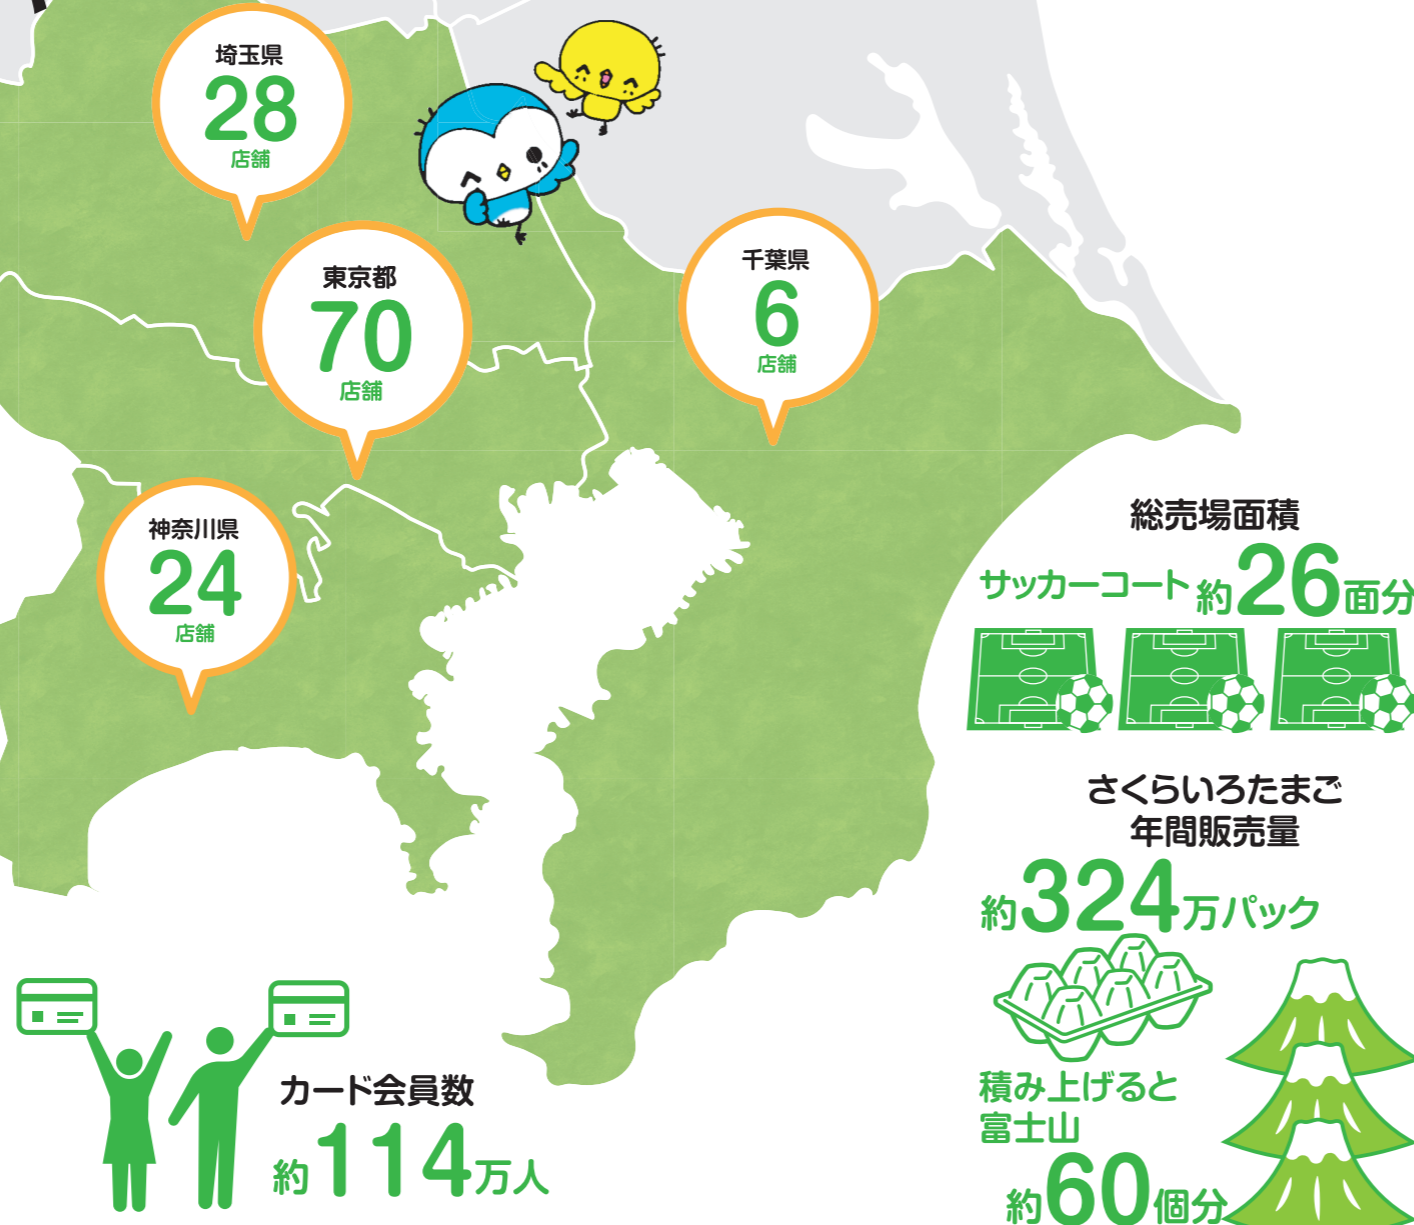 埼玉県
28
店舗
東京都
70
店舗
千葉県
6
店舗
神奈川県
24
店舗
総売場面積
サッカーコート約26面分
さくらいろたまご
年間販売量
約324万パック
積み上げると
富士山
約60個分
カード会員数
約114万人